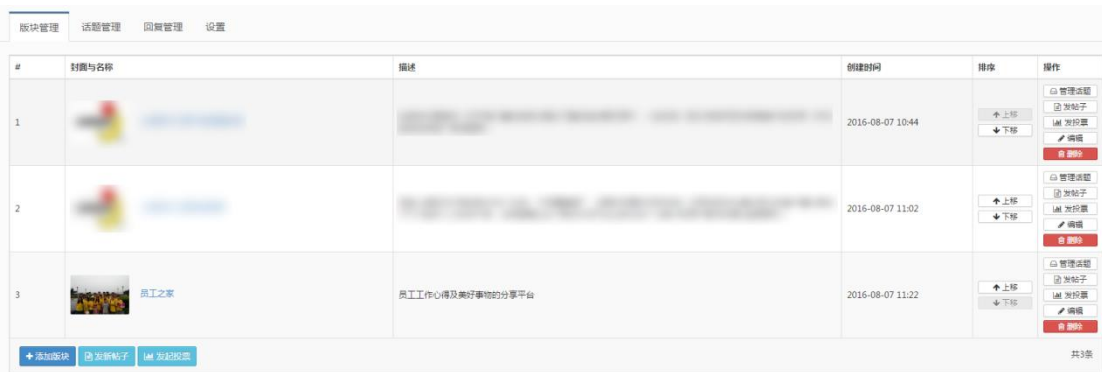 版块管理 话题管理 回复管理 设置
# 封面与名称 描述 创建时间 排序 操作
管理话题
发帖子
1 2016-08-07 10:44 上移 发投票
下移 编辑
删除
管理话题
发帖子
2 2016-08-07 11:02 上移 发投票
下移 编辑
删除
管理话题
发帖子
3 员工之家 员工工作心得及美好事物的分享平台 2016-08-07 11:22 上移 发投票
下移 编辑
删除
添加版块 发新帖子 发起投票 共3条